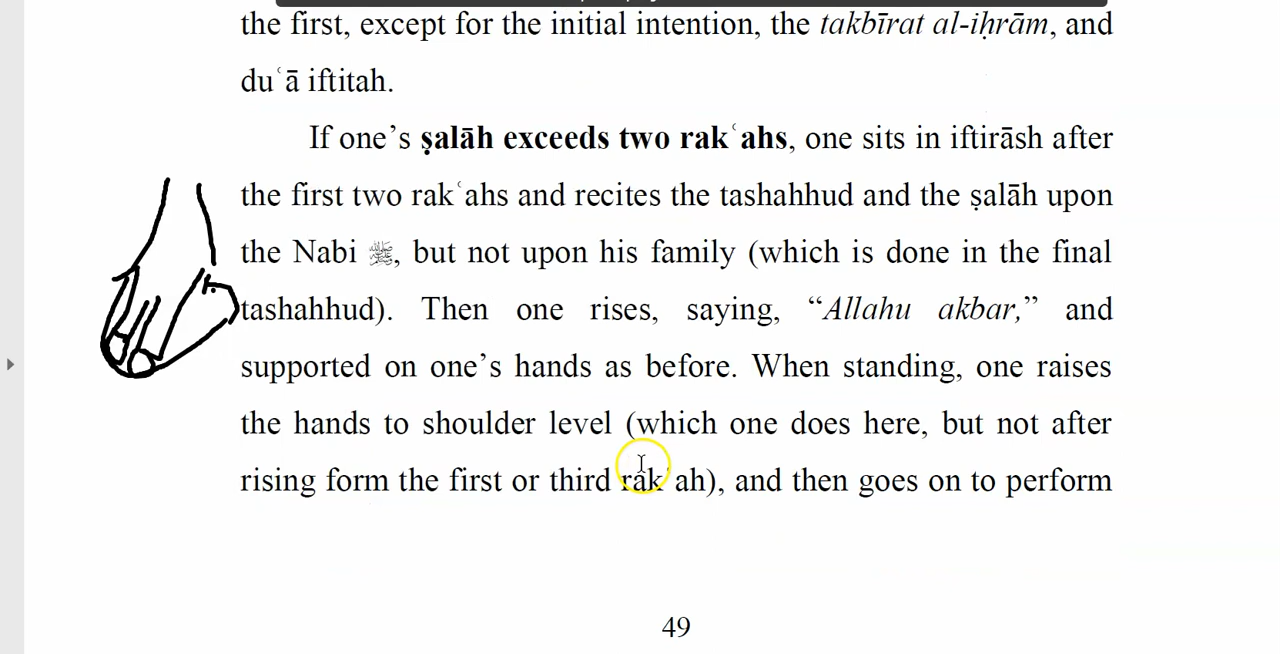 the first, except for the initial intention, the takbīrat al-iḥrām, and
duʿā iftitah.
If one’s ṣalāh exceeds two rakʿahs, one sits in iftirāsh after
the first two rakʿahs and recites the tashahhud and the ṣalāh upon
the Nabi ﷺ, but not upon his family (which is done in the final
tashahhud). Then one rises, saying, “Allahu akbar,” and
supported on one’s hands as before. When standing, one raises
the hands to shoulder level (which one does here, but not after
rising form the first or third rakʿah), and then goes on to perform
49